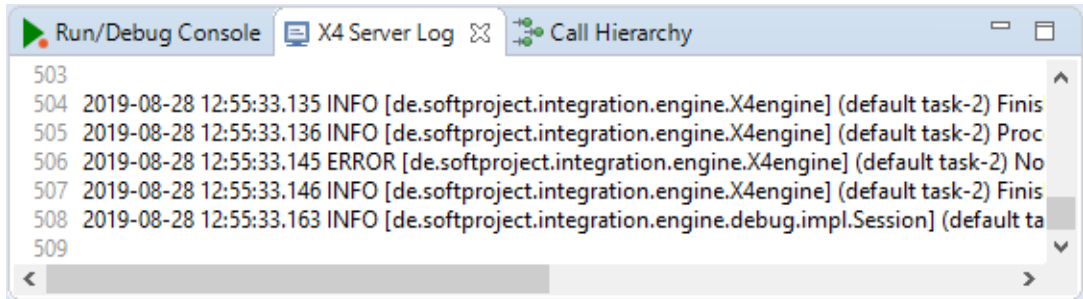 Run/Debug Console X4 Server Log Call Hierarchy
503
504 2019-08-28 12:55:33.135 INFO [de.softproject.integration.engine.X4engine] (default task-2) Finis
505 2019-08-28 12:55:33.136 INFO [de.softproject.integration.engine.X4engine] (default task-2) Proc
506 2019-08-28 12:55:33.145 ERROR [de.softproject.integration.engine.X4engine] (default task-2) No
507 2019-08-28 12:55:33.146 INFO [de.softproject.integration.engine.X4engine] (default task-2) Finis
508 2019-08-28 12:55:33.163 INFO [de.softproject.integration.engine.debug.impl.Session] (default ta
509